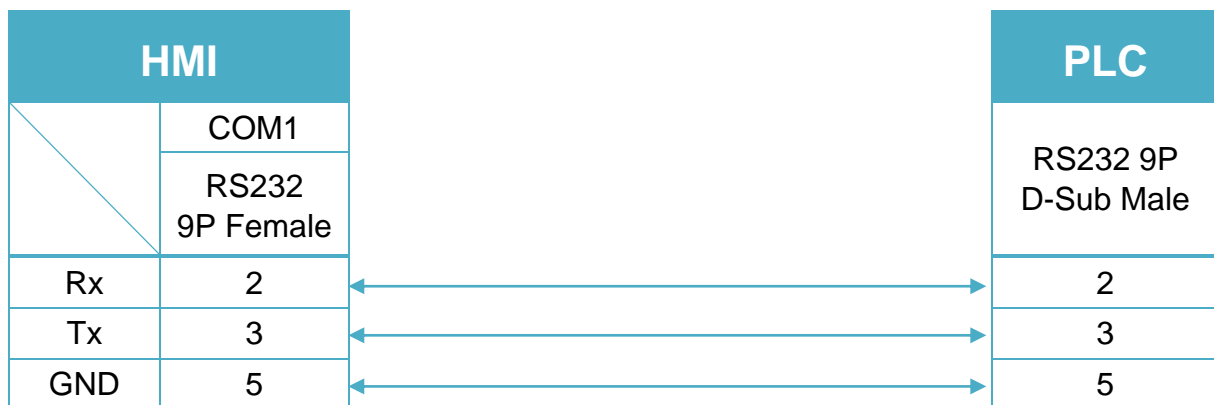 HMI
PLC
COM1
RS232
9P Female
RS232 9P
D-Sub Male
Rx 2 2
Tx 3 3
GND 5 5